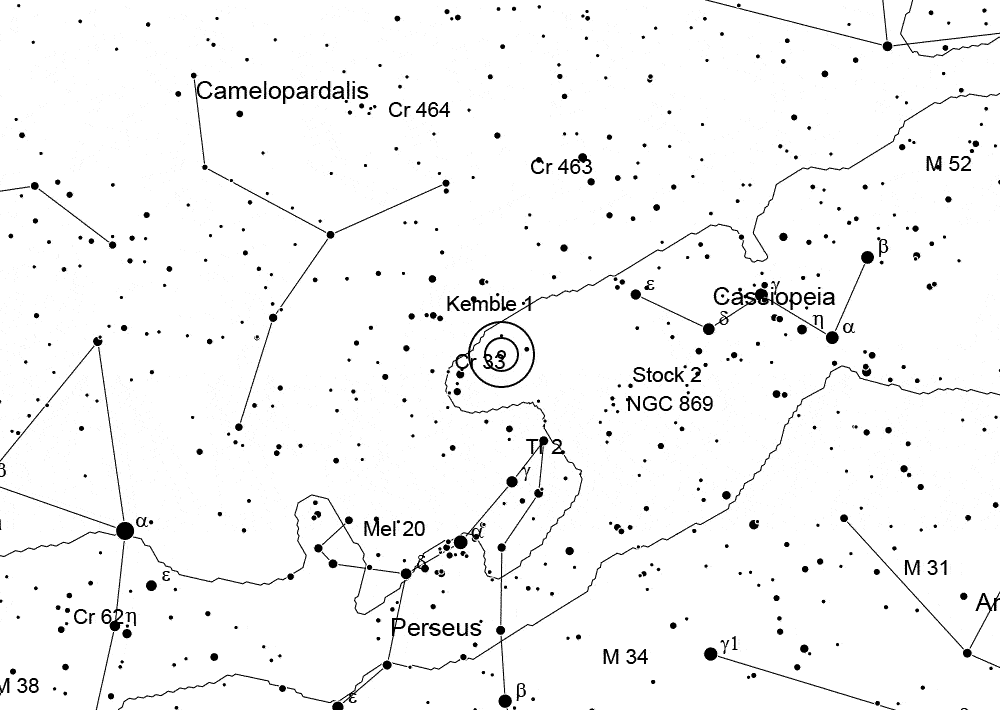 Camelopardalis
Cr 464
Cr 463
M 52
β
ε
γ
Cassiopeia
Kemble 1
δ
η
α
Cr 33
Stock 2
NGC 869
Tr 2
β
γ
α
Mel 20
α
δ
M 31
ε
Cr 62
η
Perseus
M 34
γ1
M 38
ε
β